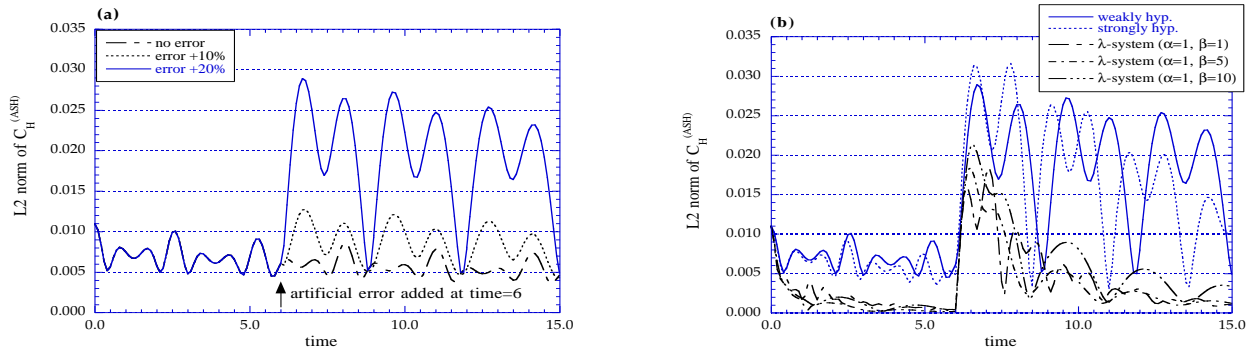 (a)
0.035
0.030
0.025
0.020
0.015
0.010
0.005
0.000
L2 norm of C_H^(ASH)
no error
error +10%
error +20%
artificial error added at time=6
0.0 5.0 10.0 15.0
time
(b)
0.035
0.030
0.025
0.020
0.015
0.010
0.005
0.000
L2 norm of C_H^(ASH)
weakly hyp.
strongly hyp.
λ-system (α=1, β=1)
λ-system (α=1, β=5)
λ-system (α=1, β=10)
0.0 5.0 10.0 15.0
time